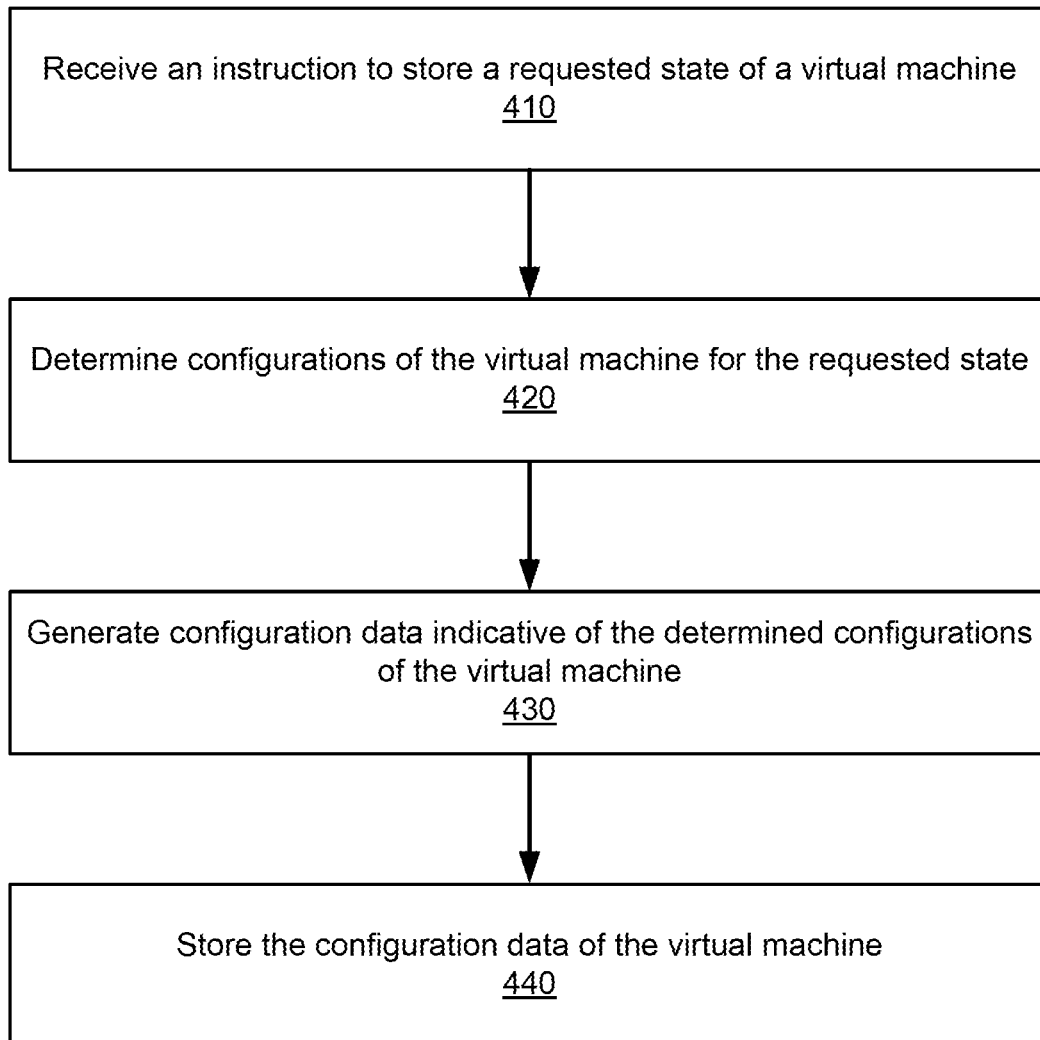 Receive an instruction to store a requested state of a virtual machine
410
Determine configurations of the virtual machine for the requested state
420
Generate configuration data indicative of the determined configurations
of the virtual machine
430
Store the configuration data of the virtual machine
440